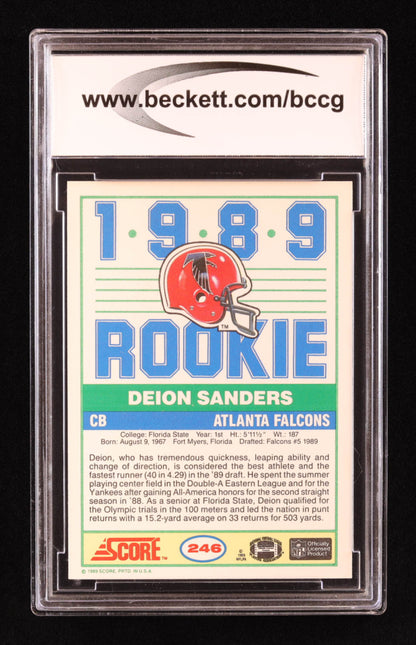 www.beckett.com/bccg
1·9·8·9
TM
ROOKIE
DEION SANDERS
CB ATLANTA FALCONS
College: Florida State Year: 1st Ht.: 5'11½" Wt.: 187
Born: August 9, 1967 Fort Myers, Florida Drafted: Falcons #5 1989
Deion, who has tremendous quickness, leaping ability and
change of direction, is considered the best athlete and the
fastest runner (40 in 4.29) in the '89 draft. He spent the summer
playing center field in the Double-A Eastern League and for the
Yankees after gaining All-America honors for the second straight
season in '88. As a senior at Florida State, Deion qualified for
the Olympic trials in the 100 meters and led the nation in punt
returns with a 15.2-yard average on 33 returns for 503 yards.
SCORE™
246
Officially
Licensed
Product
© 1989 SCORE, PRTD. IN U.S.A.